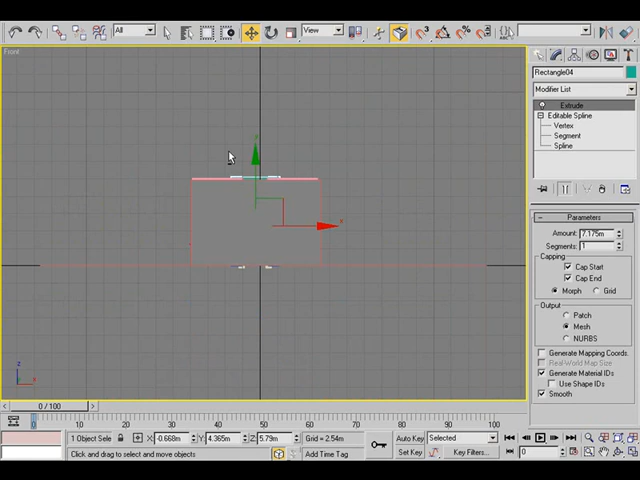 All
View
Front
Rectangle04
Modifier List
Extrude
Editable Spline
Vertex
Segment
Spline
Parameters
Amount: 7.175m
Segments: 1
Capping
Cap Start
Cap End
Morph Grid
Output
Patch
Mesh
NURBS
Generate Mapping Coords.
Real-World Map Size
Generate Material IDs
Use Shape IDs
Smooth
0 / 100
0 10 20 30 40 50 60 70 80 90 100
1 Object Sele X: -0.668m Y: 4.365m Z: 5.79m Grid = 2.54m Auto Key Selected
Click and drag to select and move objects Add Time Tag Set Key Key Filters... 0